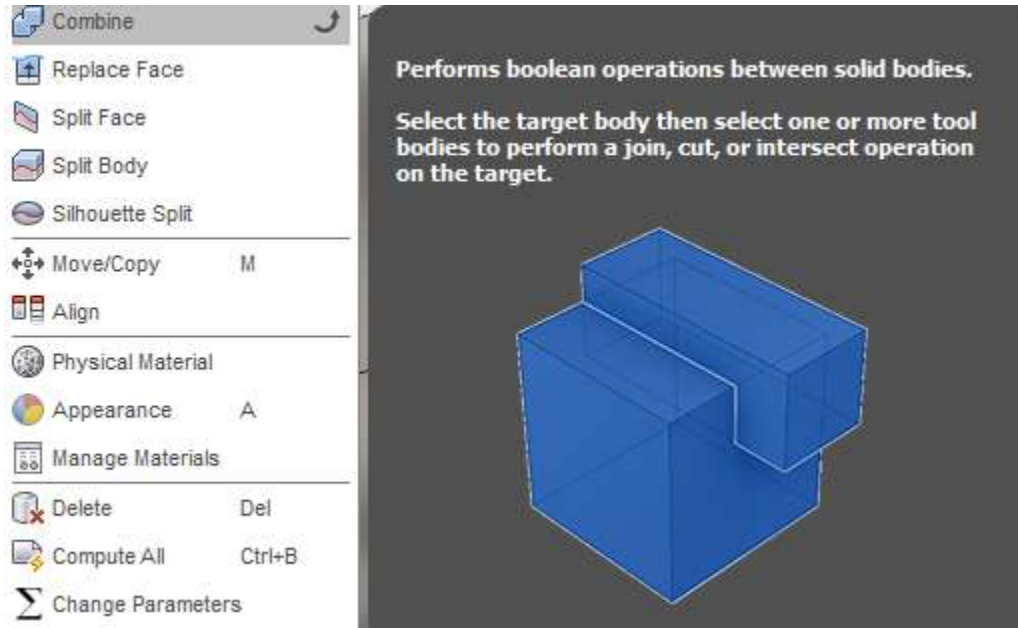 Combine
Replace Face
Split Face
Split Body
Silhouette Split
Move/Copy M
Align
Physical Material
Appearance A
Manage Materials
Delete Del
Compute All Ctrl+B
Change Parameters
Performs boolean operations between solid bodies.
Select the target body then select one or more tool
bodies to perform a join, cut, or intersect operation
on the target.